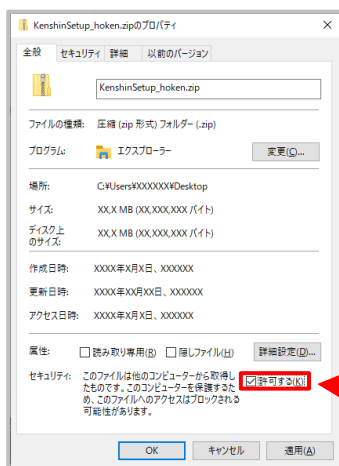 KenshinSetup_hoken.zipのプロパティ
全般 セキュリティ 詳細 以前のバージョン
KenshinSetup_hoken.zip
ファイルの種類: 圧縮 (zip 形式) フォルダー (.zip)
プログラム: エクスプローラー 変更(C)...
場所: C:¥Users¥XXXXXX¥Desktop
サイズ: XX,X MB (XX,XXX,XXX バイト)
ディスク上
のサイズ: XX,X MB (XX,XXX,XXX バイト)
作成日時: XXXX年X月X日、XXXXXX
更新日時: XXXX年XX月XX日、XXXXXX
アクセス日時: XXXX年X月X日、XXXXXX
属性: 読み取り専用(R) 隠しファイル(H) 詳細設定(D)...
セキュリティ: このファイルは他のコンピューターから取得し
たものです。このコンピューターを保護するた 許可する(K)
め、このファイルへのアクセスはブロックされる
可能性があります。
OK キャンセル 適用(A)